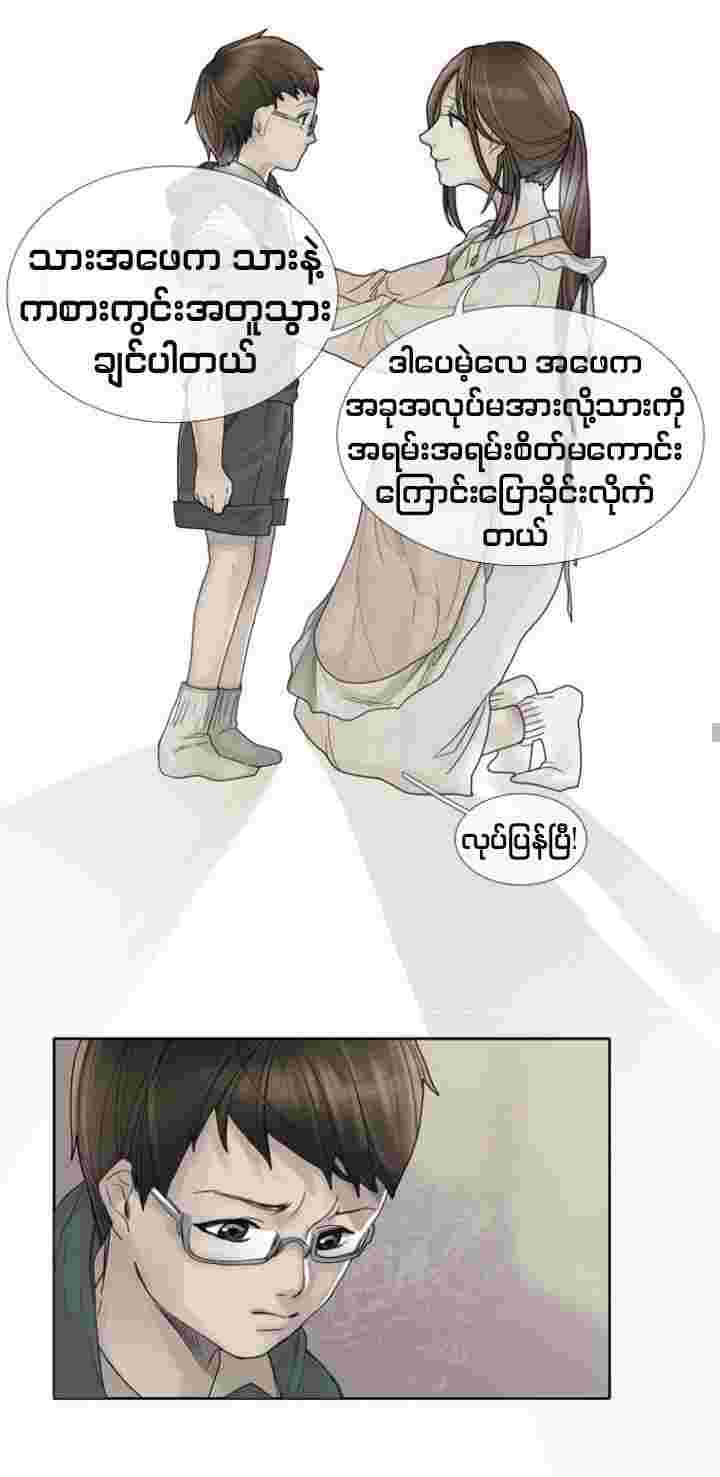 သားအဖေက သားနဲ့
ကစားကွင်းအတူသွား
ချင်ပါတယ်
ဒါပေမဲ့လေ အဖေက
အခုအလုပ်မအားလို့သားကို
အရမ်းအရမ်းစိတ်မကောင်း
ကြောင်းပြောခိုင်းလိုက်
တယ်
လုပ်ပြန်ပြီ!